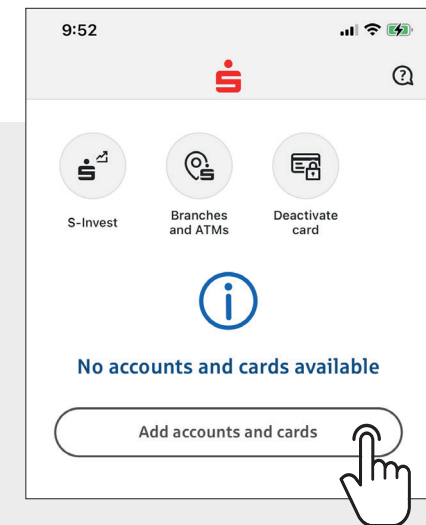 9:52
S-Invest
Branches
and ATMs
Deactivate
card
No accounts and cards available
Add accounts and cards